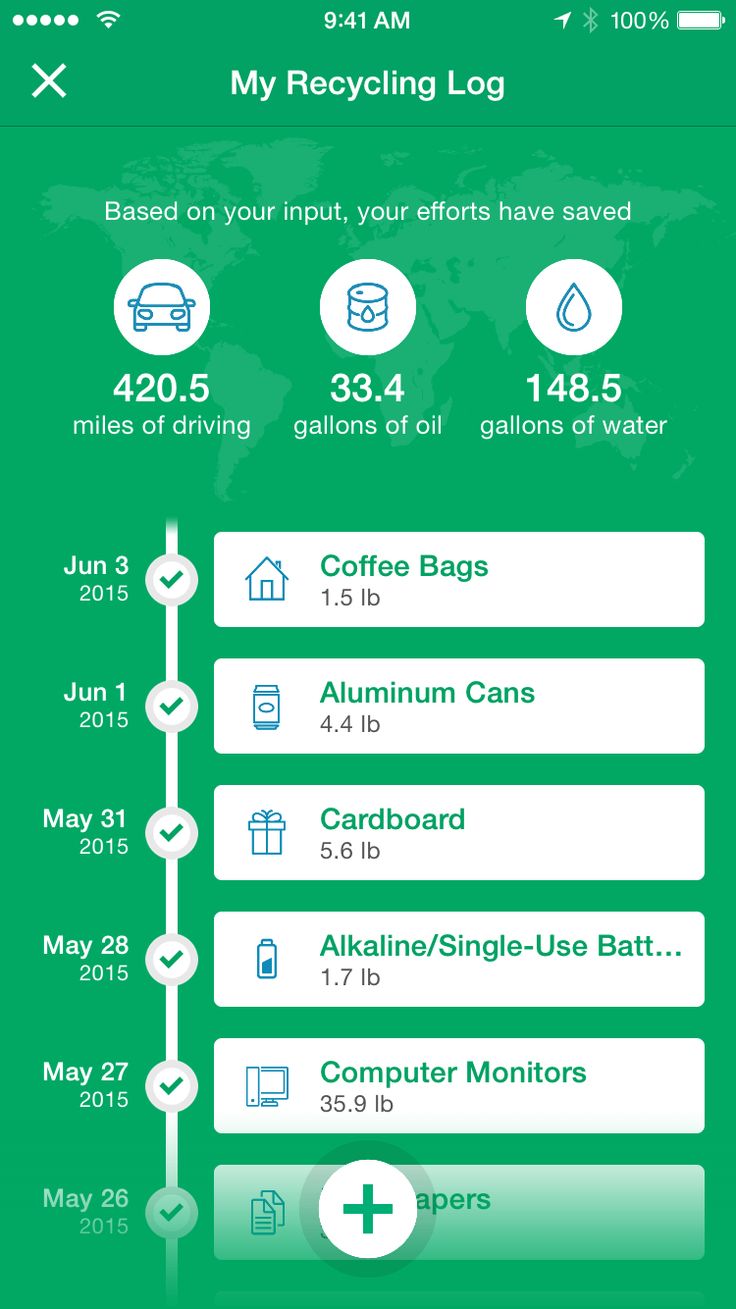 9:41 AM 100%
My Recycling Log
Based on your input, your efforts have saved
420.5 33.4 148.5
miles of driving gallons of oil gallons of water
Jun 3
2015
Coffee Bags
1.5 lb
Jun 1
2015
Aluminum Cans
4.4 lb
May 31
2015
Cardboard
5.6 lb
May 28
2015
Alkaline/Single-Use Batt...
1.7 lb
May 27
2015
Computer Monitors
35.9 lb
May 26
2015
apers